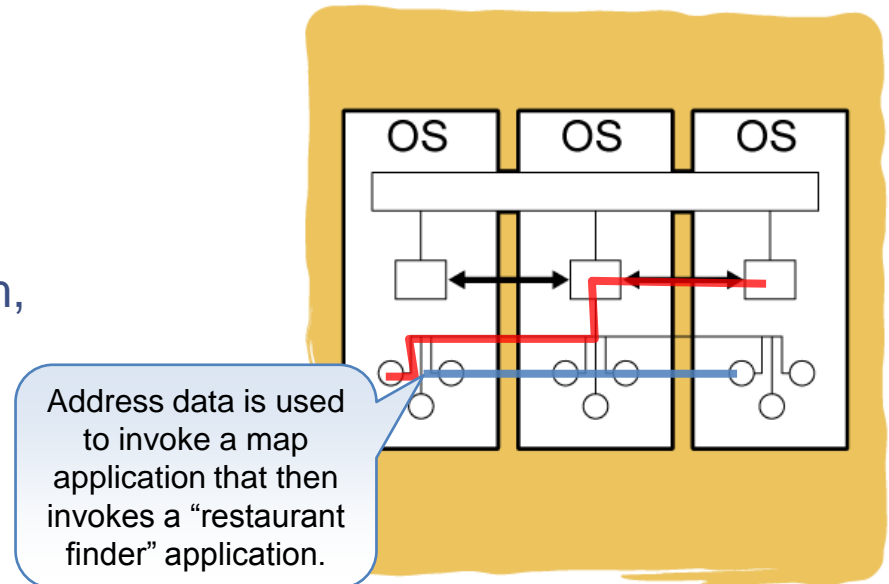 OS OS OS
n,
Address data is used
to invoke a map
application that then
invokes a “restaurant
finder” application.